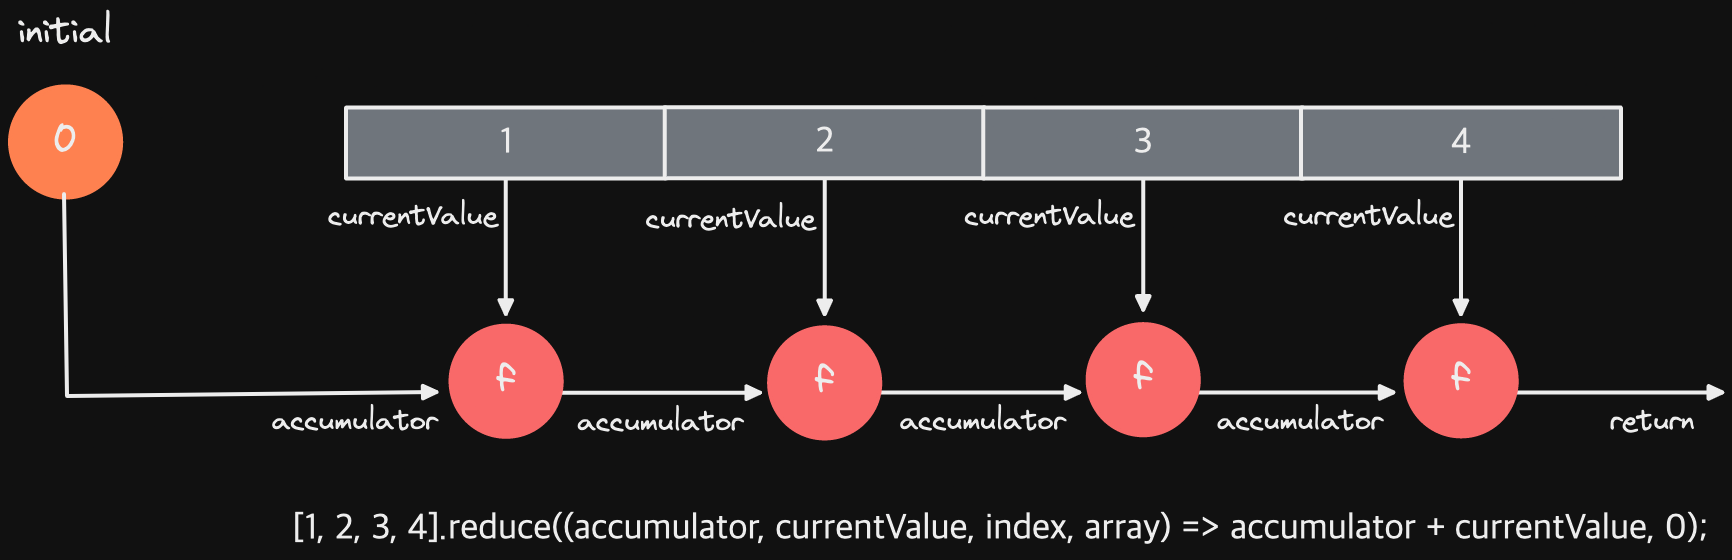 initial
0
1 2 3 4
currentValue currentValue currentValue currentValue
f f f f
accumulator accumulator accumulator accumulator return
[1, 2, 3, 4].reduce((accumulator, currentValue, index, array) => accumulator + currentValue, 0);